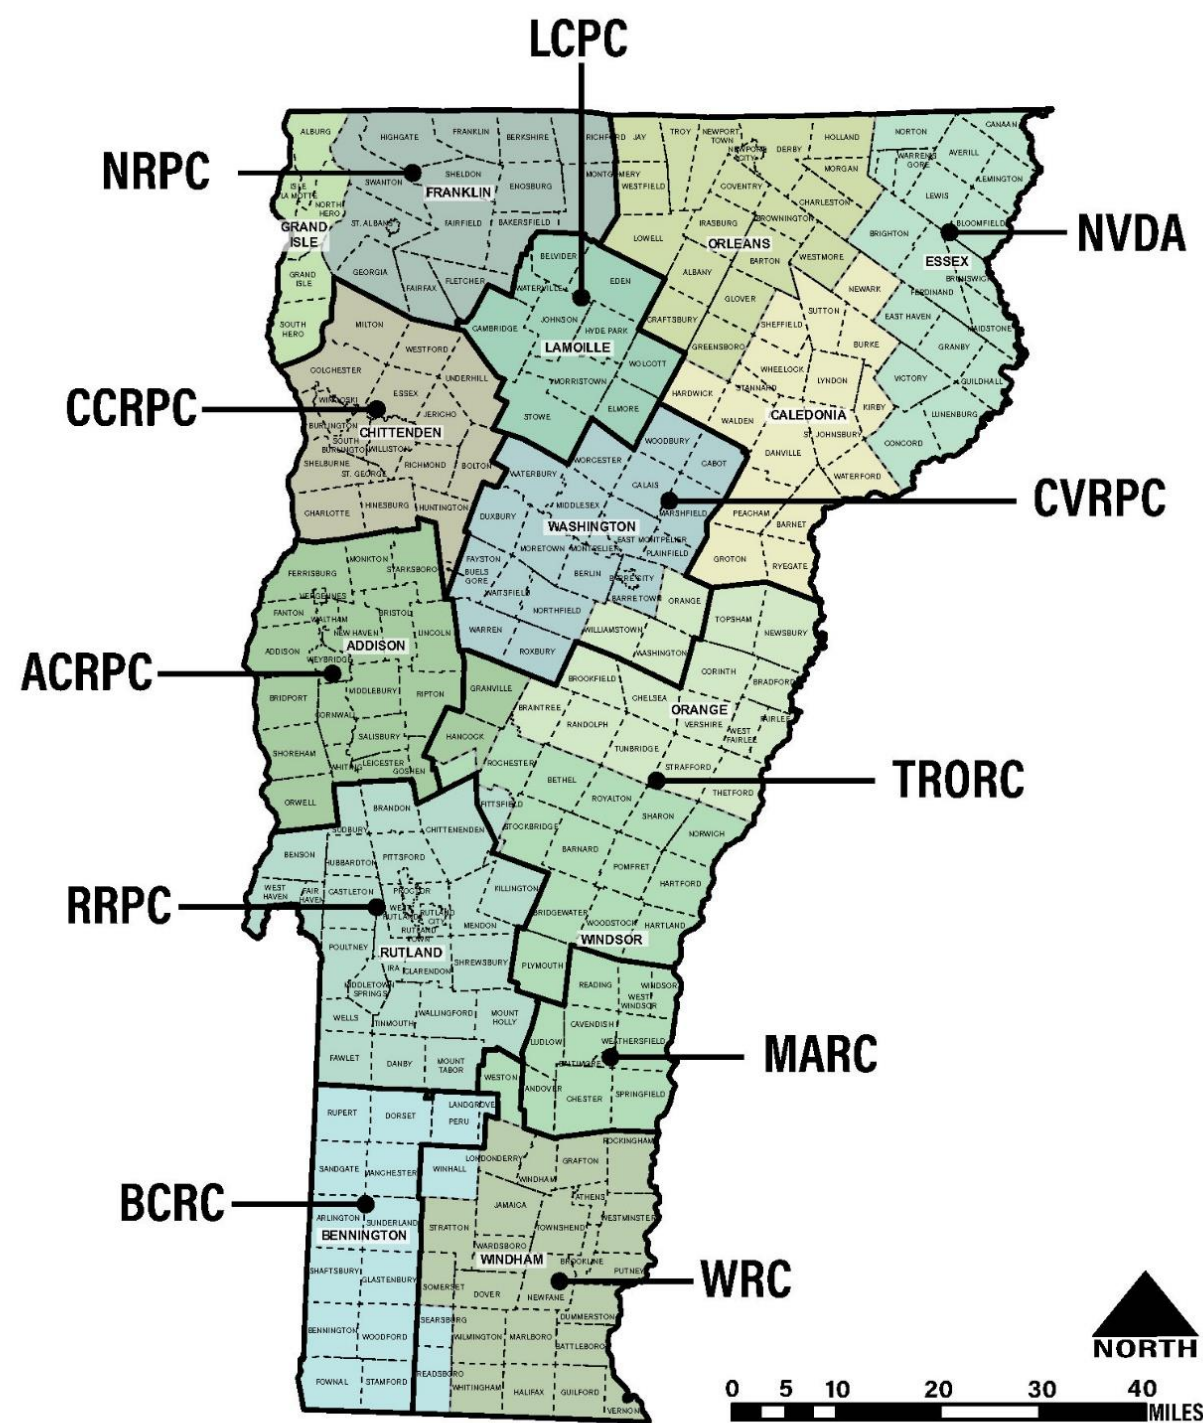 LCPC
NRPC
NVDA
CCRPC
CVRPC
ACRPC
TRORC
RRPC
MARC
BCRC
WRC
ALBURG
HIGHGATE
FRANKLIN
BERKSHIRE
RICHFORD
JAY
TROY
NEWPORT
TOWN
NEWPORT
CITY
DERBY
HOLLAND
NORTON
CANAAN
WARREN'S
GORE
AVERILL
LEMINGTON
MORGAN
ISLE
LA MOTTE
SWANTON
SHELDON
FRANKLIN
ENOSBURG
MONTGOMERY
WESTFIELD
COVENTRY
CHARLESTON
LEWIS
BLOOMFIELD
NORTH
HERO
GRAND
ISLE
ST. ALBANS
FAIRFIELD
BAKERSFIELD
LOWELL
IRASBURG
BROWNINGTON
ORLEANS
BRIGHTON
ESSEX
BRUNSWICK
GRAND
ISLE
GEORGIA
FAIRFAX
FLETCHER
BELVIDER
WATERVILLE
EDEN
ALBANY
BARTON
WESTMORE
NEWARK
FERDINAND
SOUTH
HERO
MILTON
CAMBRIDGE
JOHNSON
HYDE PARK
LAMOILLE
CRAFTSBURY
GLOVER
GREENSBORO
SHEFFIELD
SUTTON
BURKE
EAST HAVEN
MAIDSTONE
GRANBY
WESTFORD
COLCHESTER
UNDERHILL
ESSEX
WINOOSKI
JERICHO
MORRISTOWN
WOLCOTT
ELMORE
STOWE
HARDWICK
STANNARD
WHEELOCK
LYNDON
VICTORY
GUILDHALL
BURLINGTON
CHITTENDEN
SOUTH
BURLINGTON
WILLISTON
WALDEN
CALEDONIA
KIRBY
LUNENBURG
SHELBURNE
ST. GEORGE
RICHMOND
BOLTON
WATERBURY
WORCESTER
WOODBURY
CABOT
DANVILLE
ST. JOHNSBURY
CONCORD
WATERFORD
CHARLOTTE
HINESBURG
HUNTINGTON
DUXBURY
MIDDLESEX
CALAIS
MARSHFIELD
WASHINGTON
EAST MONTPELIER
PLAINFIELD
PEACHAM
BARNET
GROTON
RYEGATE
FERRISBURG
MONKTON
STARKSBORO
FAYSTON
BUELS
GORE
MORETOWN
MONTPELIER
BERLIN
BARRE CITY
BARRE TOWN
ORANGE
VERGENNES
FANTON
WALTHAM
BRISTOL
NEW HAVEN
LINCOLN
WAITSFIELD
NORTHFIELD
WILLIAMSTOWN
WASHINGTON
TOPSHAM
NEWSBURY
ADDISON
WEYBRIDGE
ADDISON
WARREN
ROXBURY
BROOKFIELD
CHELSEA
CORINTH
BRADFORD
BRIDPORT
CORNWALL
MIDDLEBURY
RIPTON
GRANVILLE
BRAINTREE
RANDOLPH
ORANGE
VERSHIRE
WEST
FAIRLEE
FAIRLEE
SHOREHAM
WHITING
SALISBURY
LEICESTER
GOSHEN
HANCOCK
ROCHESTER
TUNBRIDGE
STRAFFORD
THETFORD
ORWELL
BRANDON
SUDBURY
CHITTENENDEN
PITTSFIELD
BETHEL
ROYALTON
SHARON
NORWICH
STOCKBRIDGE
BENSON
HUBBARDTON
PITTSFORD
BARNARD
POMFRET
HARTFORD
WEST
HAVEN
FAIR
HAVEN
CASTLETON
PROCTOR
WEST
RUTLAND
RUTLAND
CITY
RUTLAND
TOWN
MENDON
KILLINGTON
BRIDGEWATER
WOODSTOCK
HARTLAND
WINDSOR
POULTNEY
RUTLAND
IRA
CLARENDON
SHREWSBURY
PLYMOUTH
READING
WINDSOR
WEST
WINDSOR
MIDDLETOWN
SPRINGS
WELLS
TINMOUTH
WALLINGFORD
MOUNT
HOLLY
LUDLOW
CAVENDISH
WEATHERSFIELD
BALTIMORE
FAWLET
DANBY
MOUNT
TABOR
WESTON
ANDOVER
CHESTER
SPRINGFIELD
RUPERT
DORSET
LANDGROVE
PERU
SANDGATE
MANCHESTER
WINHALL
LONDONDERRY
WINDHAM
GRAFTON
ROCKINGHAM
ATHENS
ARLINGTON
SUNDERLAND
BENNINGTON
STRATTON
JAMAICA
TOWNSHEND
WESTMINSTER
WARDSBORO
WINDHAM
BROOKLINE
PUTNEY
SHAFTSBURY
GLASTENBURY
SOMERSET
DOVER
NEWFANE
DUMMERSTON
BENNINGTON
WOODFORD
SEARSBURG
WILMINGTON
MARLBORO
BATTLEBORO
FOWNAL
STAMFORD
READSBORO
WHITINGHAM
HALIFAX
GUILFORD
VERNON
NORTH
0 5 10 20 30 40
MILES